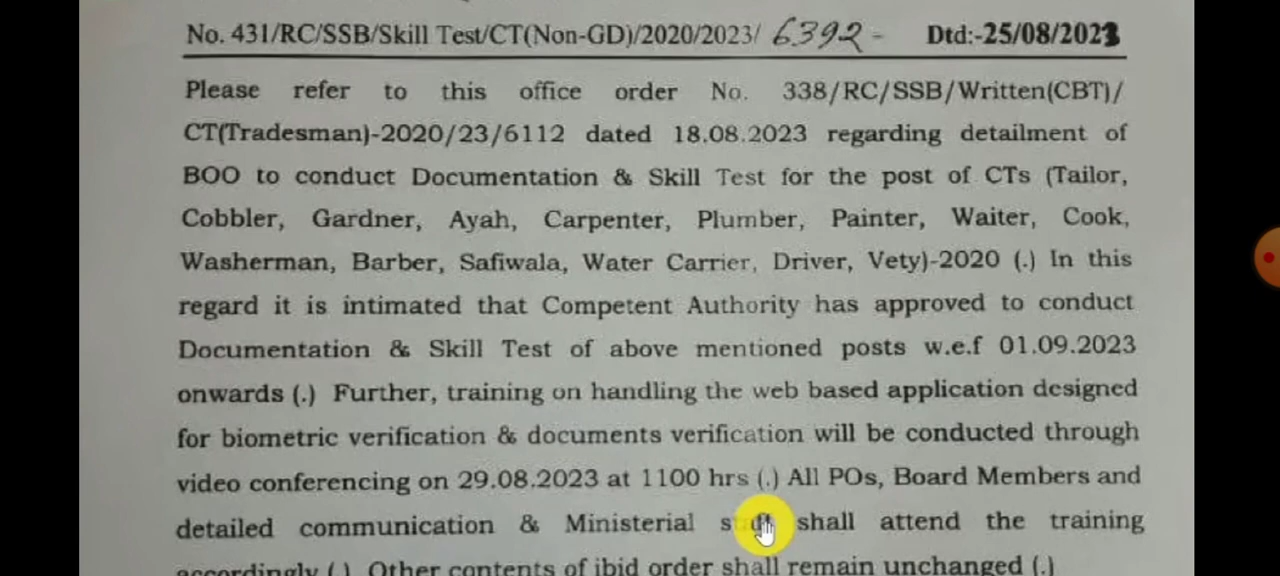 No. 431/RC/SSB/Skill Test/CT(Non-GD)/2020/2023/ 6392 - Dtd:-25/08/2023
Please refer to this office order No. 338/RC/SSB/Written(CBT)/
CT(Tradesman)-2020/23/6112 dated 18.08.2023 regarding detailment of
BOO to conduct Documentation & Skill Test for the post of CTs (Tailor,
Cobbler, Gardner, Ayah, Carpenter, Plumber, Painter, Waiter, Cook,
Washerman, Barber, Safiwala, Water Carrier, Driver, Vety)-2020 (.) In this
regard it is intimated that Competent Authority has approved to conduct
Documentation & Skill Test of above mentioned posts w.e.f 01.09.2023
onwards (.) Further, training on handling the web based application designed
for biometric verification & documents verification will be conducted through
video conferencing on 29.08.2023 at 1100 hrs (.) All POs, Board Members and
detailed communication & Ministerial shall attend the training
accordingly (.) Other contents of ibid order shall remain unchanged (.)